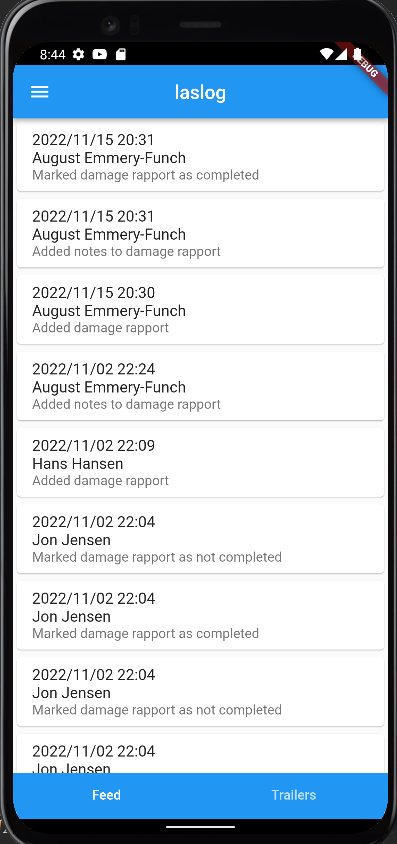 8:44
DEBUG
laslog
2022/11/15 20:31
August Emmery-Funch
Marked damage rapport as completed
2022/11/15 20:31
August Emmery-Funch
Added notes to damage rapport
2022/11/15 20:30
August Emmery-Funch
Added damage rapport
2022/11/02 22:24
August Emmery-Funch
Added notes to damage rapport
2022/11/02 22:09
Hans Hansen
Added damage rapport
2022/11/02 22:04
Jon Jensen
Marked damage rapport as not completed
2022/11/02 22:04
Jon Jensen
Marked damage rapport as completed
2022/11/02 22:04
Jon Jensen
Marked damage rapport as not completed
2022/11/02 22:04
Jon Jensen
Feed
Trailers